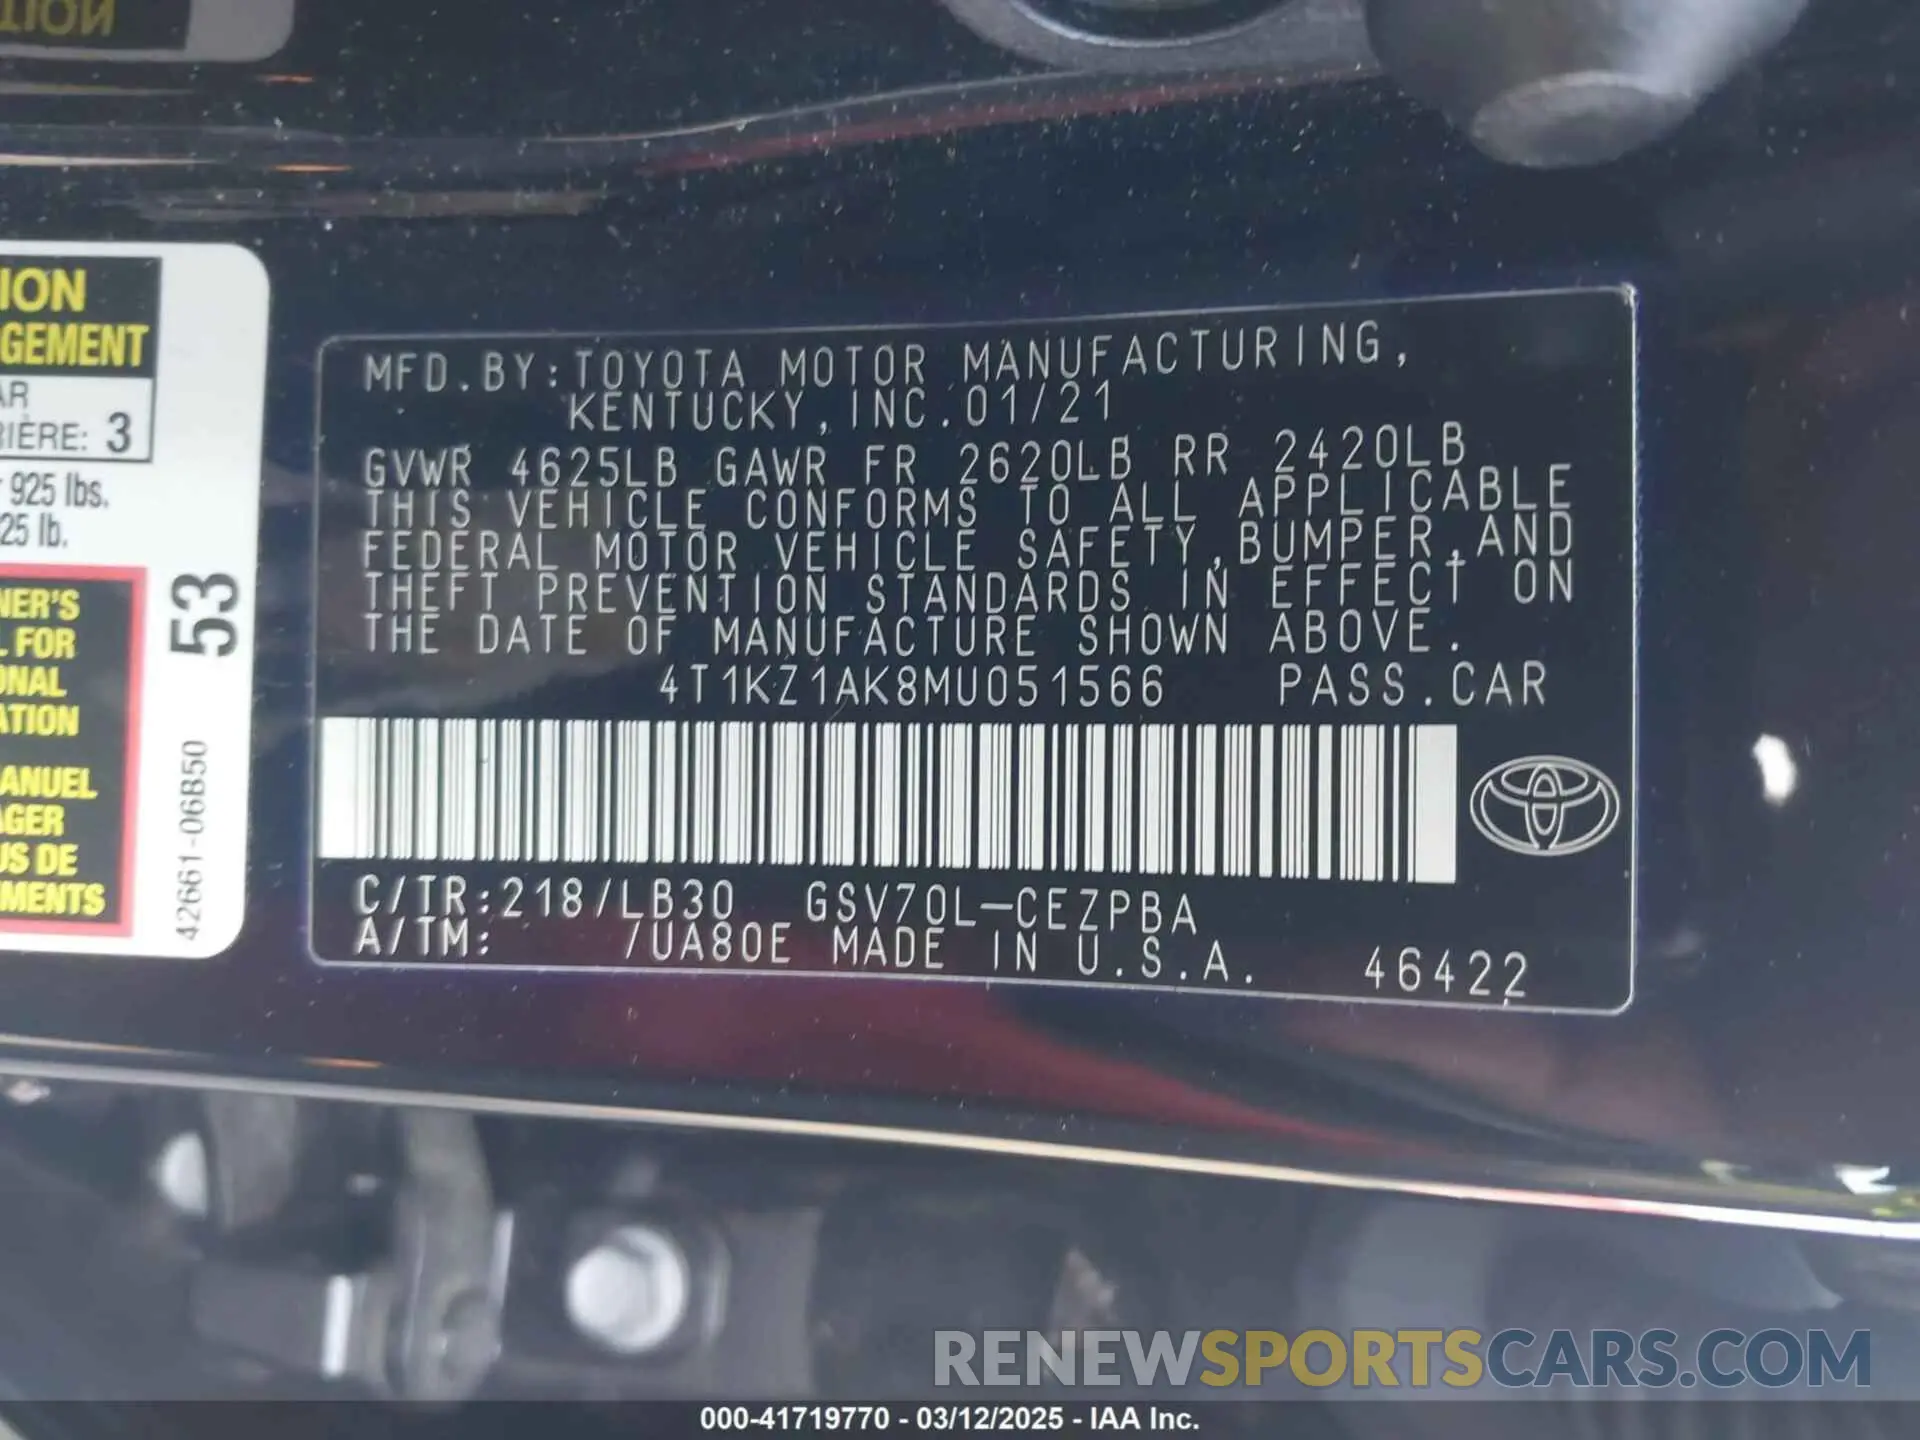 ION
GEMENT
AR
IÈRE: 3
925 lbs.
25 lb.
NER'S
L FOR
ONAL
ATION
ANUEL
AGER
US DE
MENTS
53
42661-06B50
MFD.BY:TOYOTA MOTOR MANUFACTURING,
KENTUCKY,INC.01/21
GVWR 4625LB GAWR FR 2620LB RR 2420LB
THIS VEHICLE CONFORMS TO ALL APPLICABLE
FEDERAL MOTOR VEHICLE SAFETY,BUMPER,AND
THEFT PREVENTION STANDARDS IN EFFECT ON
THE DATE OF MANUFACTURE SHOWN ABOVE.
4T1KZ1AK8MU051566 PASS.CAR
C/TR:218/LB30 GSV70L-CEZPBA
A/TM: /UA80E MADE IN U.S.A. 46422
RENEWSPORTSCARS.COM
000-41719770 - 03/12/2025 - IAA Inc.